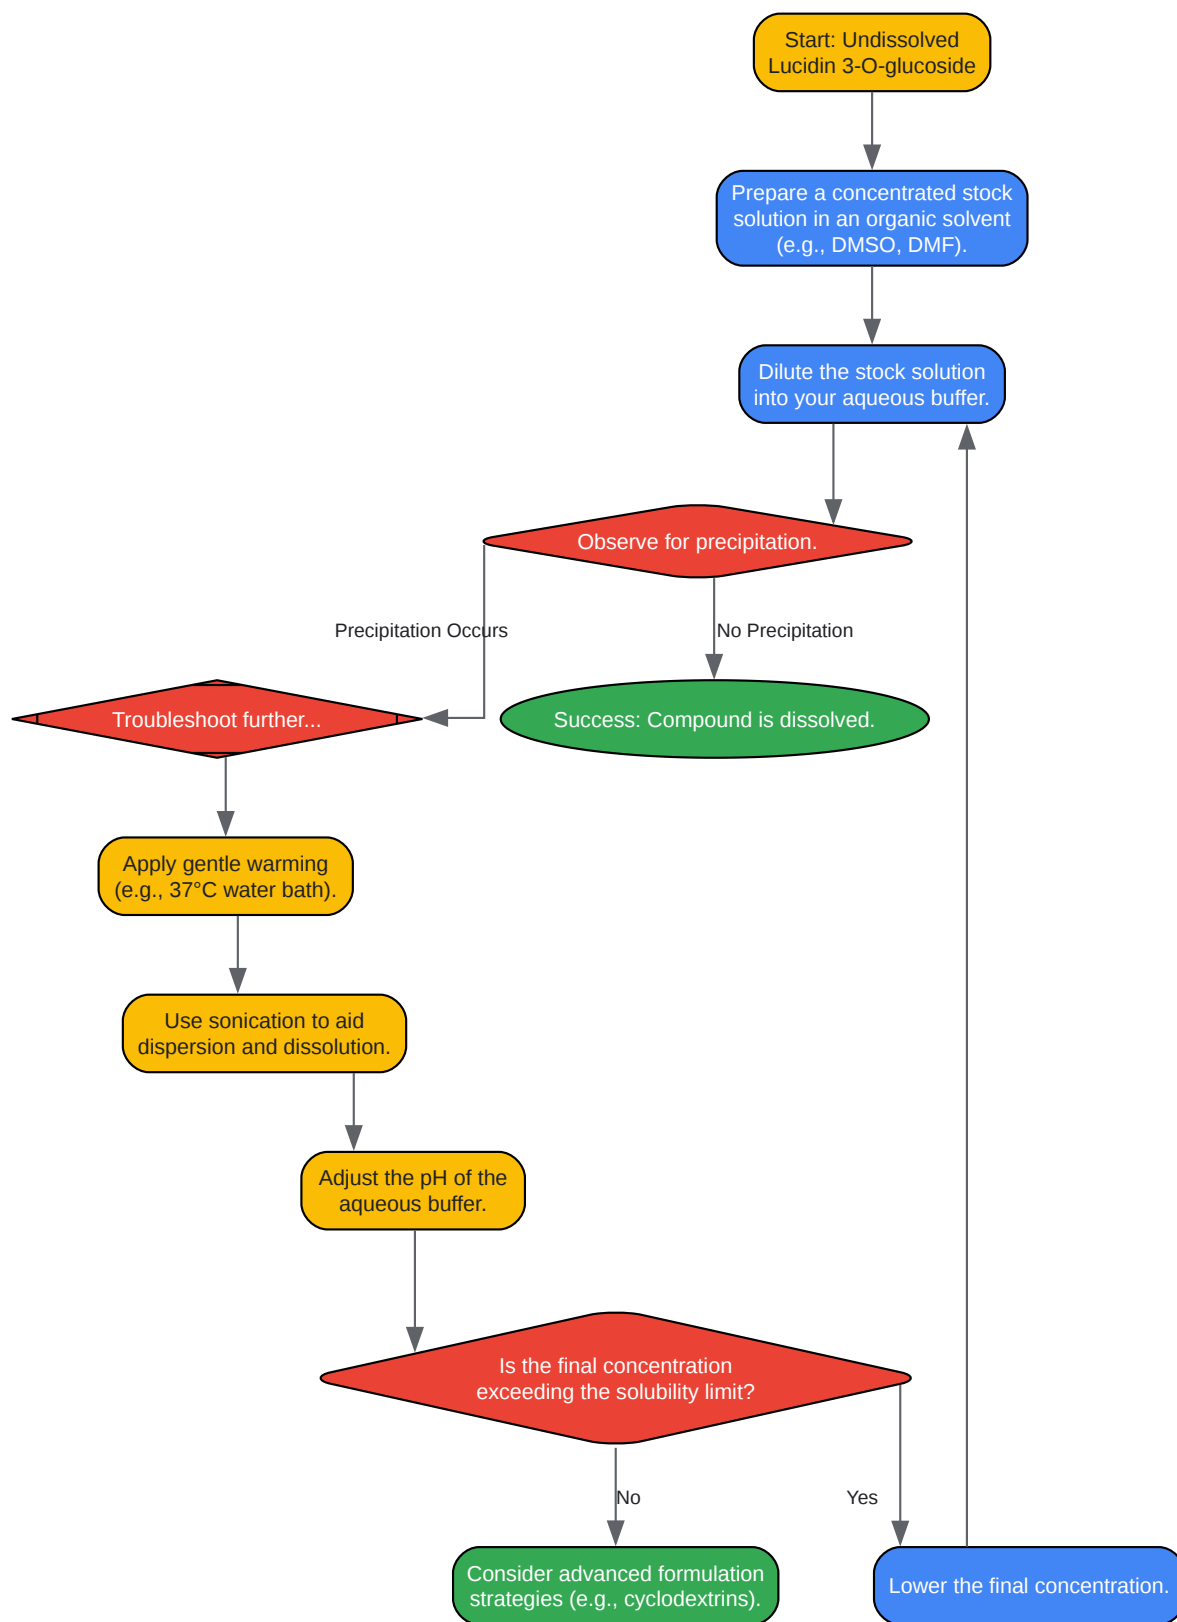 Start: Undissolved
Lucidin 3-O-glucoside
Prepare a concentrated stock
solution in an organic solvent
(e.g., DMSO, DMF).
Dilute the stock solution
into your aqueous buffer.
Observe for precipitation.
Precipitation Occurs
No Precipitation
Troubleshoot further...
Success: Compound is dissolved.
Apply gentle warming
(e.g., 37°C water bath).
Use sonication to aid
dispersion and dissolution.
Adjust the pH of the
aqueous buffer.
Is the final concentration
exceeding the solubility limit?
No
Yes
Consider advanced formulation
strategies (e.g., cyclodextrins).
Lower the final concentration.